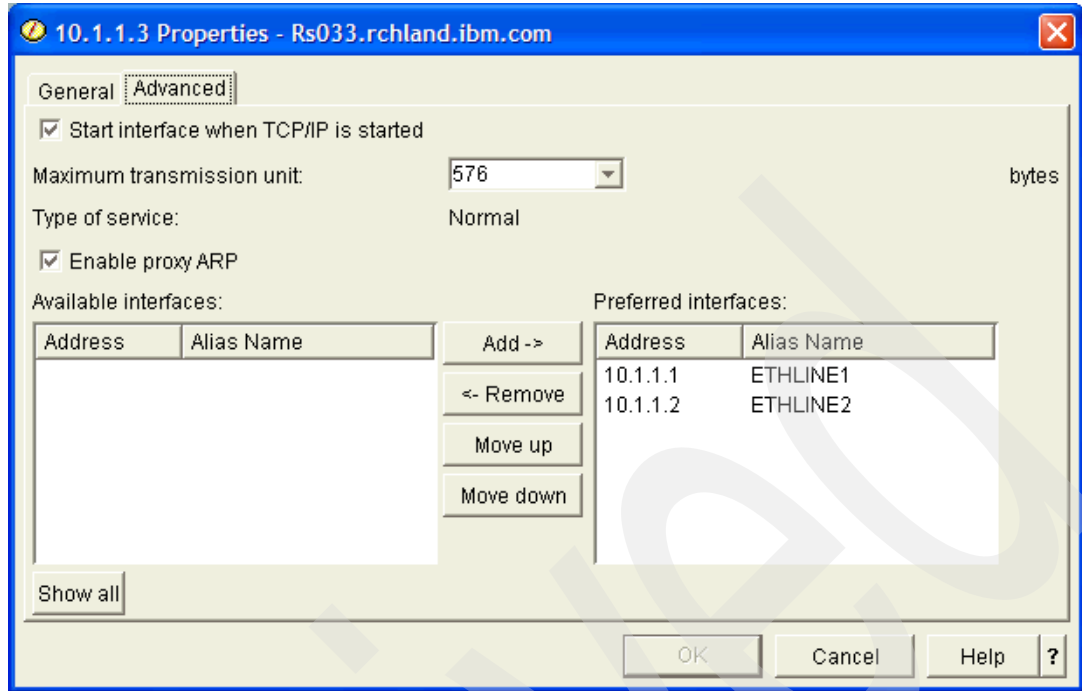 10.1.1.3 Properties - Rs033.rchland.ibm.com
General Advanced
Start interface when TCP/IP is started
Maximum transmission unit: 576 bytes
Type of service: Normal
Enable proxy ARP
Available interfaces: Preferred interfaces:
Address Alias Name Add -> Address Alias Name
10.1.1.1 ETHLINE1
<- Remove 10.1.1.2 ETHLINE2
Move up
Move down
Show all
OK Cancel Help ?